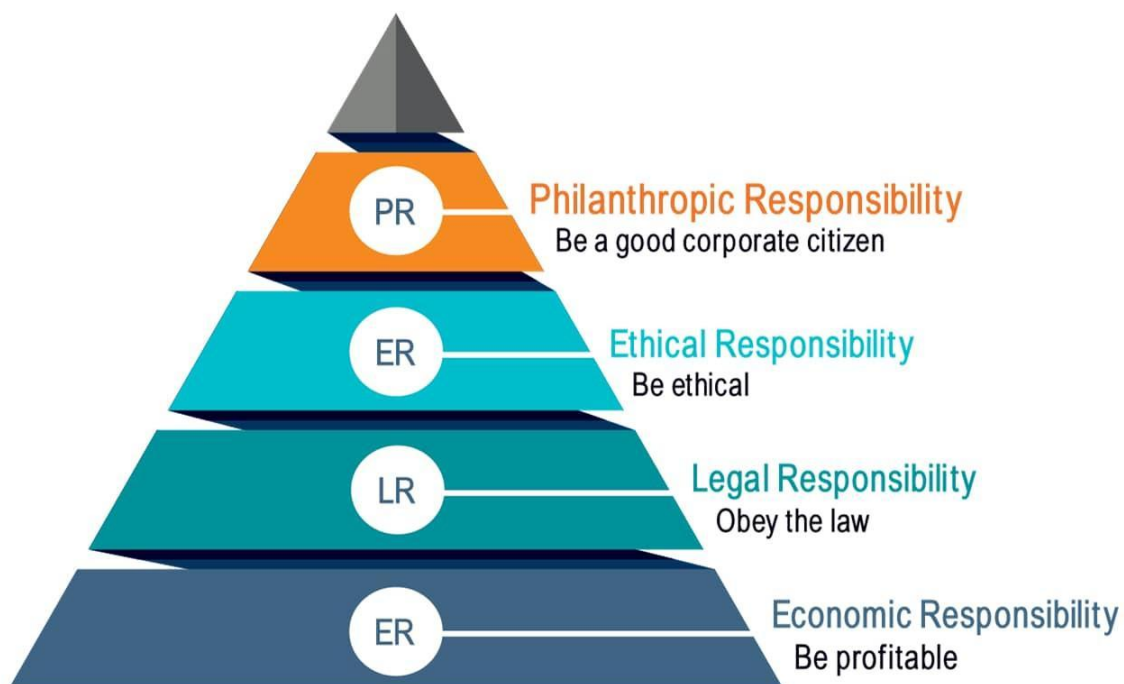 PR
Philanthropic Responsibility
Be a good corporate citizen
ER
Ethical Responsibility
Be ethical
LR
Legal Responsibility
Obey the law
ER
Economic Responsibility
Be profitable